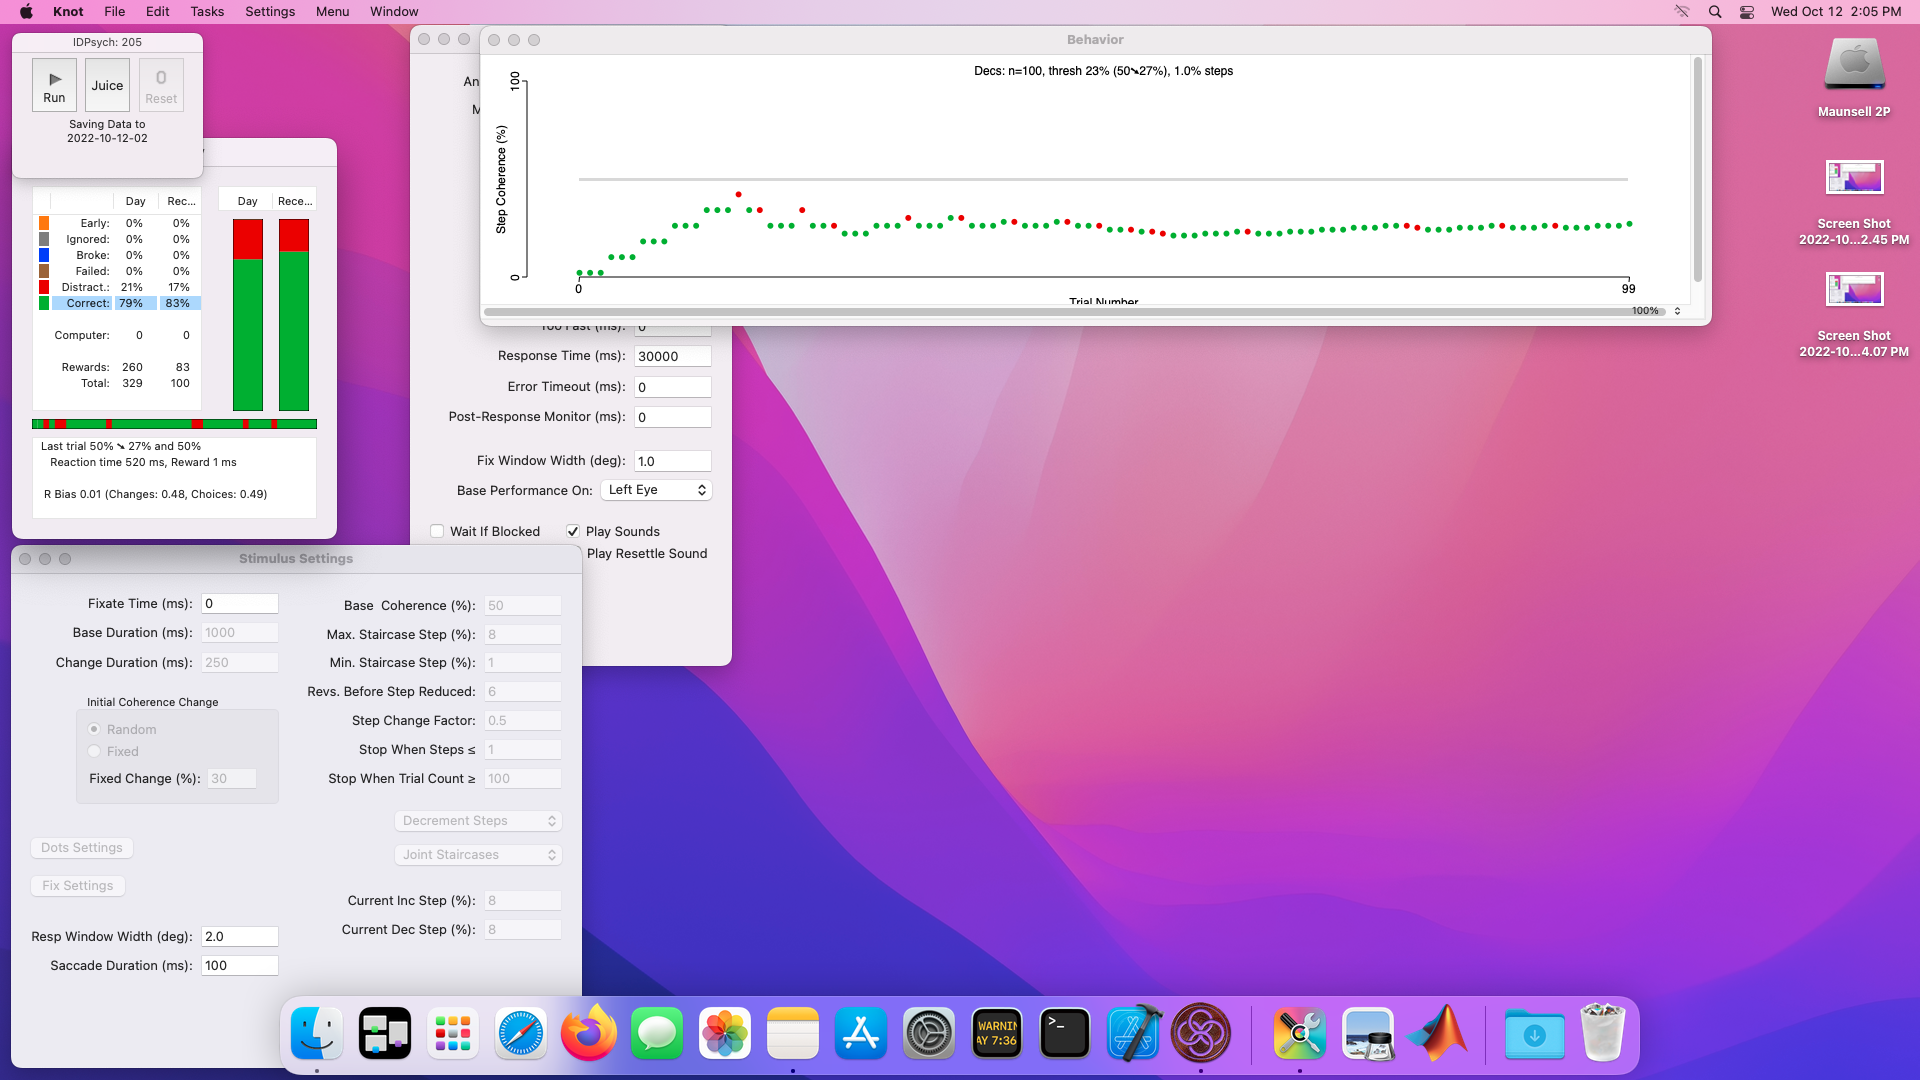 Knot File Edit Tasks Settings Menu Window Wed Oct 12 2:05 PM
IDPsych: 205
Run
Juice
0
Reset
Saving Data to
2022-10-12-02
Day Rec... Day Rece...
Early: 0% 0%
Ignored: 0% 0%
Broke: 0% 0%
Failed: 0% 0%
Distract.: 21% 17%
Correct: 79% 83%
Computer: 0 0
Rewards: 260 83
Total: 329 100
Last trial 50% ➘ 27% and 50%
Reaction time 520 ms, Reward 1 ms
R Bias 0.01 (Changes: 0.48, Choices: 0.49)
An
M
Behavior
Decs: n=100, thresh 23% (50➘27%), 1.0% steps
Step Coherence (%)
100
0
0 99
Trial Number
100%
Too Fast (ms): 0
Response Time (ms): 30000
Error Timeout (ms): 0
Post-Response Monitor (ms): 0
Fix Window Width (deg): 1.0
Base Performance On: Left Eye
Wait If Blocked Play Sounds
Play Resettle Sound
Stimulus Settings
Fixate Time (ms): 0
Base Duration (ms): 1000
Change Duration (ms): 250
Initial Coherence Change
Random
Fixed
Fixed Change (%): 30
Dots Settings
Fix Settings
Resp Window Width (deg): 2.0
Saccade Duration (ms): 100
Base Coherence (%): 50
Max. Staircase Step (%): 8
Min. Staircase Step (%): 1
Revs. Before Step Reduced: 6
Step Change Factor: 0.5
Stop When Steps ≤ 1
Stop When Trial Count ≥ 100
Decrement Steps
Joint Staircases
Current Inc Step (%): 8
Current Dec Step (%): 8
Maunsell 2P
Screen Shot
2022-10...2.45 PM
Screen Shot
2022-10...4.07 PM
WARNIN
AY 7:36
>_